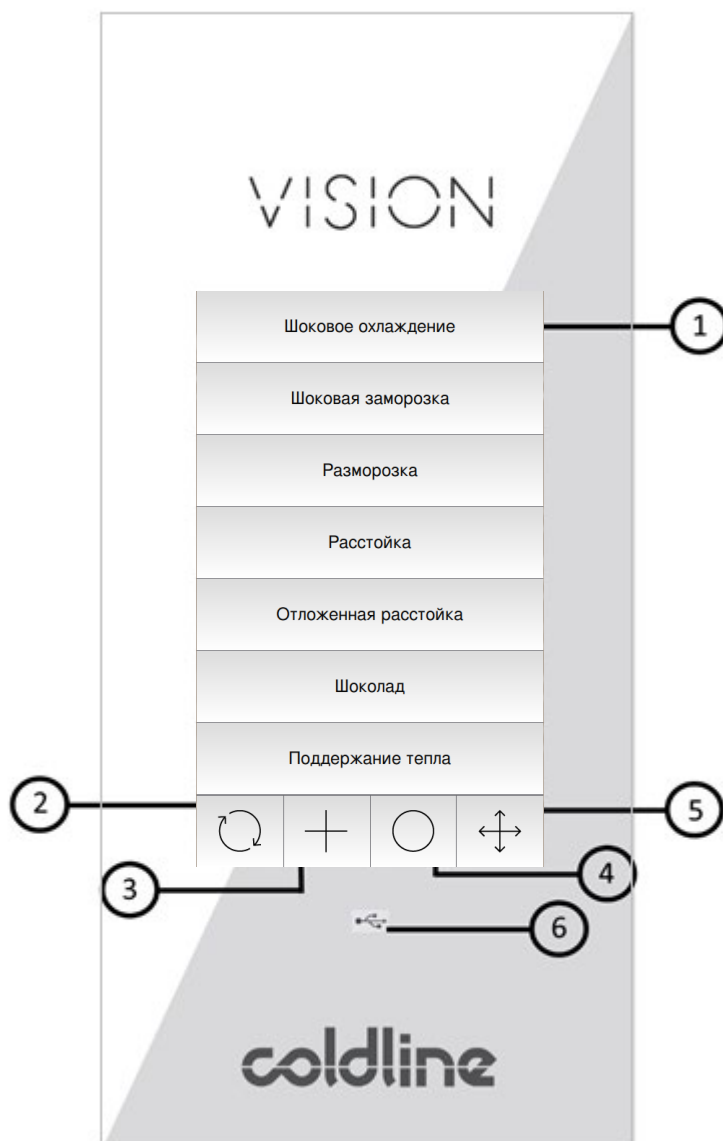 VISION
Шоковое охлаждение
1
Шоковая заморозка
Разморозка
Расстойка
Отложенная расстойка
Шоколад
Поддержание тепла
2
5
3
4
6
coldline